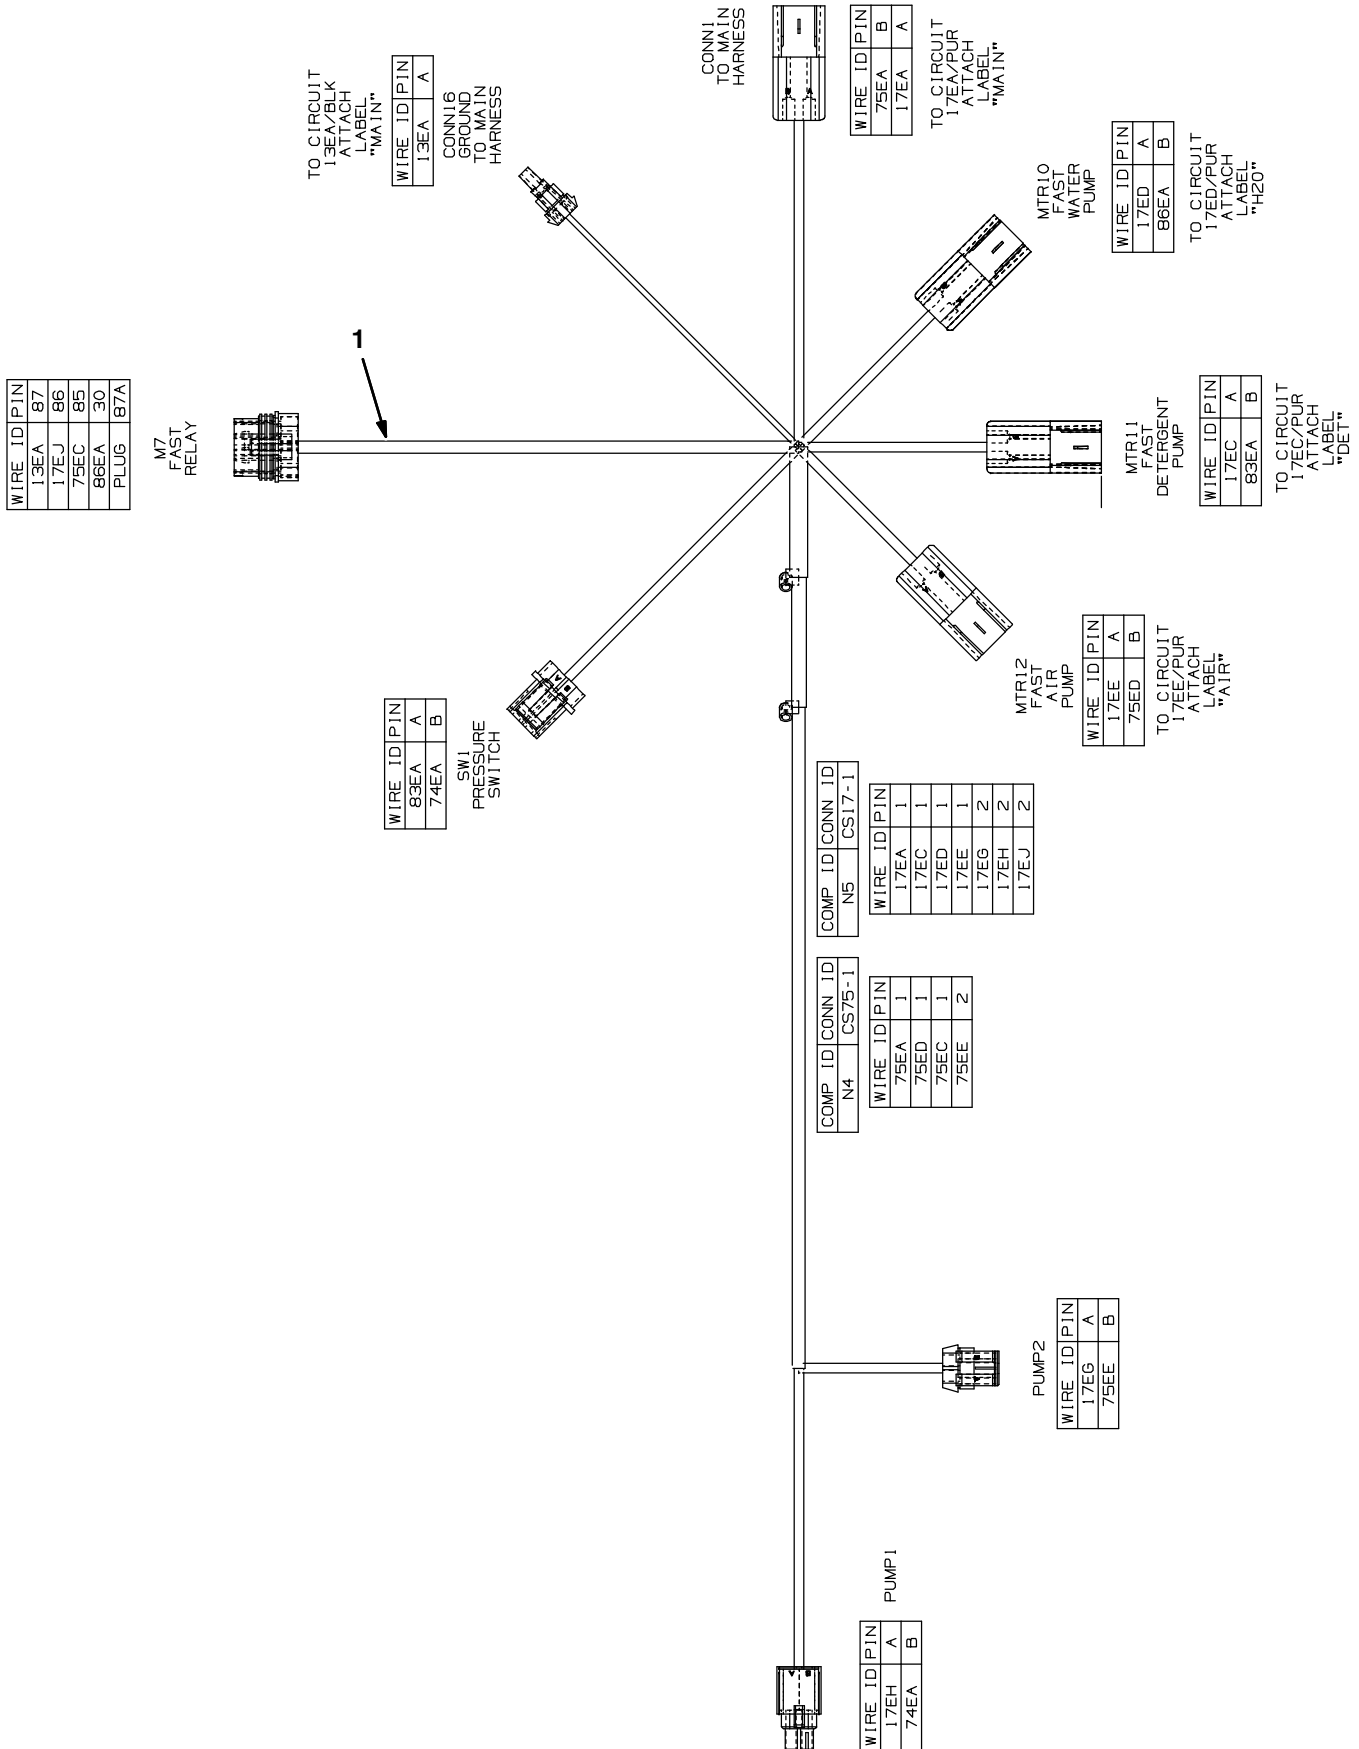 WIRE ID PIN
13EA 87
17EJ 86
75EC 85
86EA 30
PLUG 87A
M7
FAST
RELAY
1
TO CIRCUIT
13EA/BLK
ATTACH
LABEL
"MAIN"
WIRE ID PIN
13EA A
CONN16
GROUND
TO MAIN
HARNESS
CONN1
TO MAIN
HARNESS
WIRE ID PIN
75EA B
17EA A
TO CIRCUIT
17EA/PUR
ATTACH
LABEL
"MAIN"
MTR10
FAST
WATER
PUMP
WIRE ID PIN
17ED A
86EA B
TO CIRCUIT
17ED/PUR
ATTACH
LABEL
"H20"
MTR11
FAST
DETERGENT
PUMP
WIRE ID PIN
17EC A
83EA B
TO CIRCUIT
17EC/PUR
ATTACH
LABEL
"DET"
MTR12
FAST
AIR
PUMP
WIRE ID PIN
17EE A
75ED B
TO CIRCUIT
17EE/PUR
ATTACH
LABEL
"AIR"
WIRE ID PIN
83EA A
74EA B
SW1
PRESSURE
SWITCH
COMP ID CONN ID
N5 CS17-1
WIRE ID PIN
17EA 1
17EC 1
17ED 1
17EE 1
17EG 2
17EH 2
17EJ 2
COMP ID CONN ID
N4 CS75-1
WIRE ID PIN
75EA 1
75ED 1
75EC 1
75EE 2
PUMP2
WIRE ID PIN
17EG A
75EE B
PUMP1
WIRE ID PIN
17EH A
74EA B